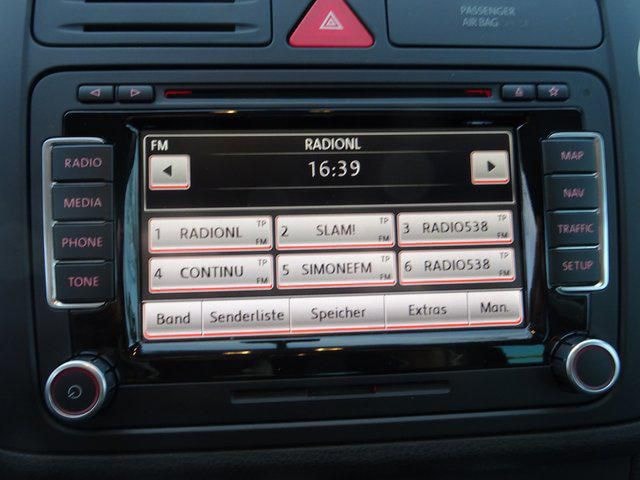 PASSENGER
AIR BAG
RADIO
MEDIA
PHONE
TONE
FM RADIONL
16:39
1 RADIONL TP FM
2 SLAM! TP FM
3 RADIO538 TP FM
4 CONTINU TP FM
5 SIMONEFM TP FM
6 RADIO538 TP FM
Band Senderliste Speicher Extras Man.
MAP
NAV
TRAFFIC
SETUP